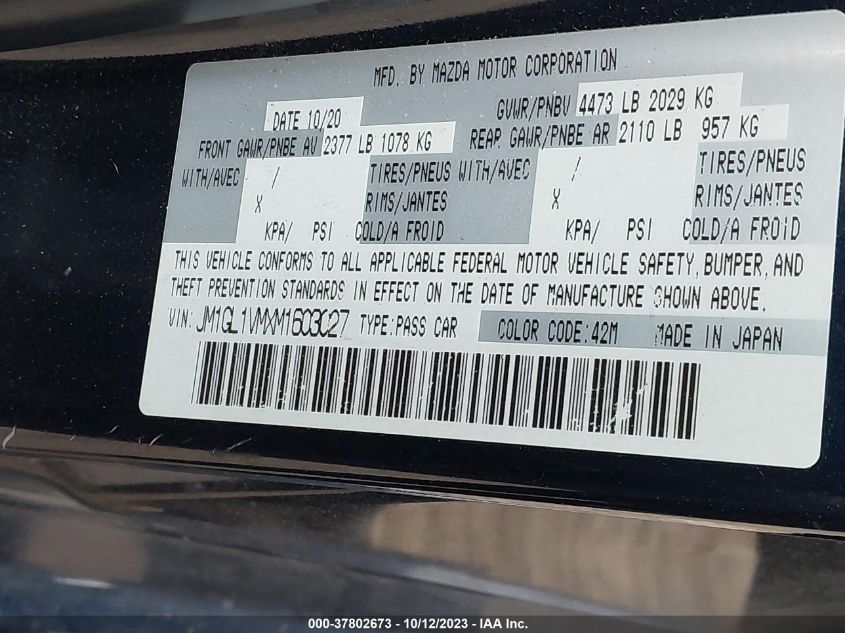 MFD. BY MAZDA MOTOR CORPORATION
DATE 10/20 GVWR/PNBV 4473 LB 2029 KG
FRONT GAWR/PNBE AV 2377 LB 1078 KG REAR GAWR/PNBE AR 2110 LB 957 KG
WITH/AVEC / TIRES/PNEUS WITH/AVEC / TIRES/PNEUS
X RIMS/JANTES X RIMS/JANTES
KPA/ PSI COLD/A FROID KPA/ PSI COLD/A FROID
THIS VEHICLE CONFORMS TO ALL APPLICABLE FEDERAL MOTOR VEHICLE SAFETY, BUMPER, AND
THEFT PREVENTION STANDARDS IN EFFECT ON THE DATE OF MANUFACTURE SHOWN ABOVE.
VIN: JM1GL1VMXM1603027 TYPE:PASS CAR COLOR CODE:42M MADE IN JAPAN
000-37802673 - 10/12/2023 - IAA Inc.